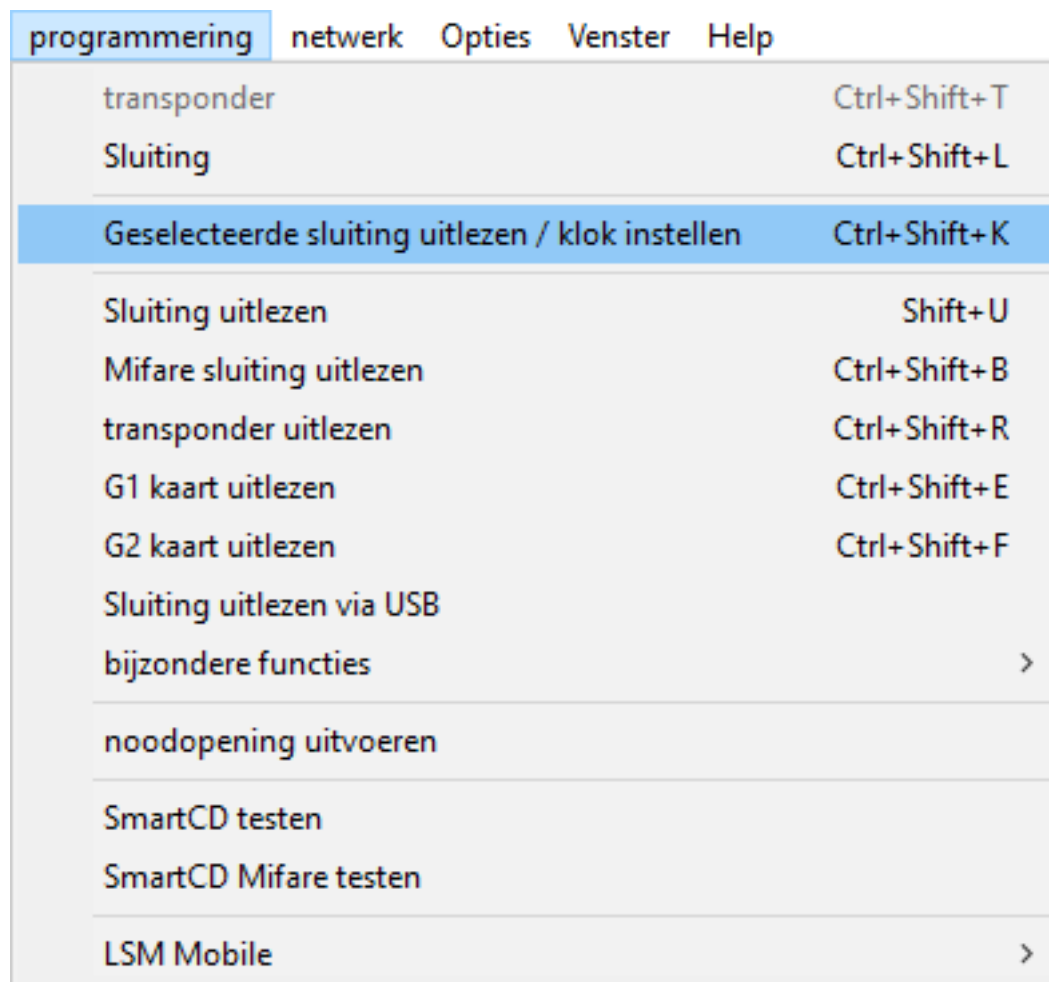 programmering netwerk Opties Venster Help
transponder Ctrl+Shift+T
Sluiting Ctrl+Shift+L
Geselecteerde sluiting uitlezen / klok instellen Ctrl+Shift+K
Sluiting uitlezen Shift+U
Mifare sluiting uitlezen Ctrl+Shift+B
transponder uitlezen Ctrl+Shift+R
G1 kaart uitlezen Ctrl+Shift+E
G2 kaart uitlezen Ctrl+Shift+F
Sluiting uitlezen via USB
bijzondere functies
noodopening uitvoeren
SmartCD testen
SmartCD Mifare testen
LSM Mobile